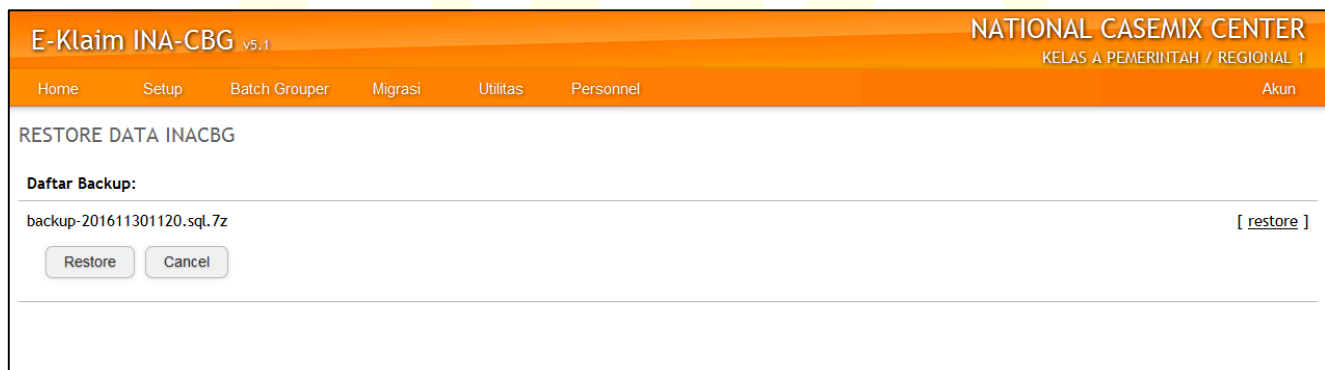 E-Klaim INA-CBG v5.1
NATIONAL CASEMIX CENTER
KELAS A PEMERINTAH / REGIONAL 1
Home Setup Batch Grouper Migrasi Utilitas Personnel Akun
RESTORE DATA INACBG
Daftar Backup:
backup-201611301120.sql.7z [ restore ]
Restore Cancel